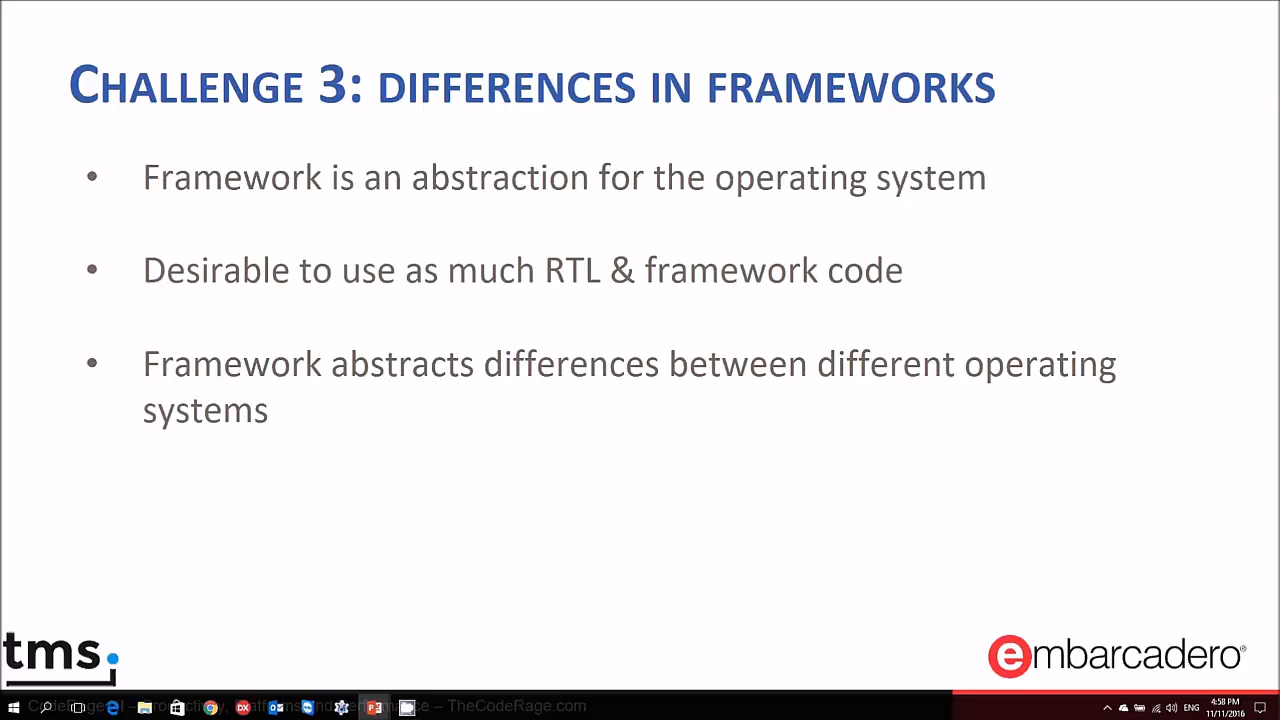 CHALLENGE 3: DIFFERENCES IN FRAMEWORKS
• Framework is an abstraction for the operating system
• Desirable to use as much RTL & framework code
• Framework abstracts differences between different operating
systems
tms.
embarcadero®
TheCodeRage.com
ENG
4:58 PM
11/11/2016